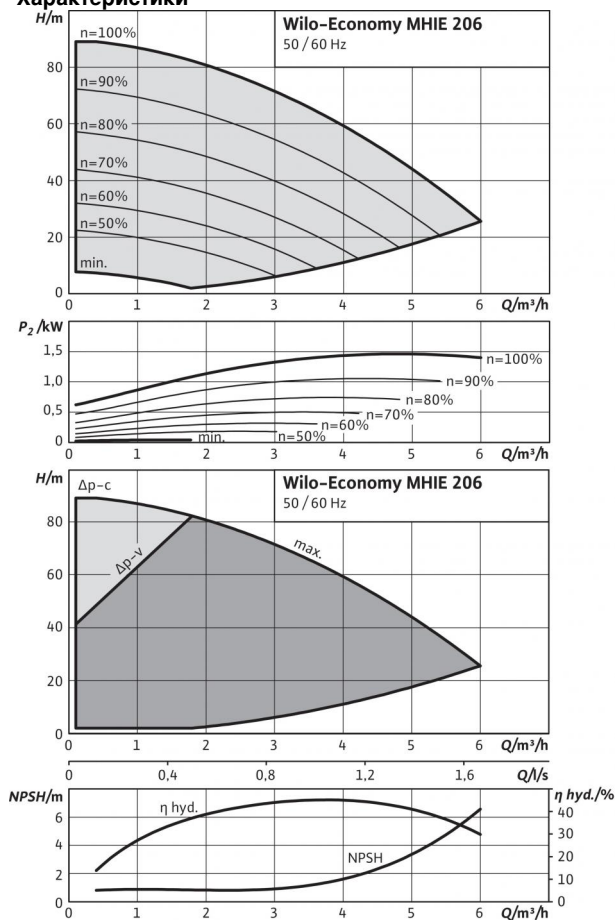 Характеристики
H/m
n=100%
Wilo-Economy MHIE 206
50 / 60 Hz
80
n=90%
60
n=80%
n=70%
40
n=60%
n=50%
20
min.
0
0 1 2 3 4 5 6 Q/m³/h
P₂ /kW
1,5
n=100%
1,0
n=90%
n=80%
0,5
n=70%
n=60%
min.
n=50%
0
0 1 2 3 4 5 6 Q/m³/h
H/m
Δp-c
Wilo-Economy MHIE 206
50 / 60 Hz
80
max.
Δp-v
60
40
20
0
0 1 2 3 4 5 6 Q/m³/h
0 0,4 0,8 1,2 1,6 Q/l/s
NPSH/m
η hyd./%
η hyd.
6
40
30
4
NPSH
20
2
10
0
0
0 1 2 3 4 5 6 Q/m³/h